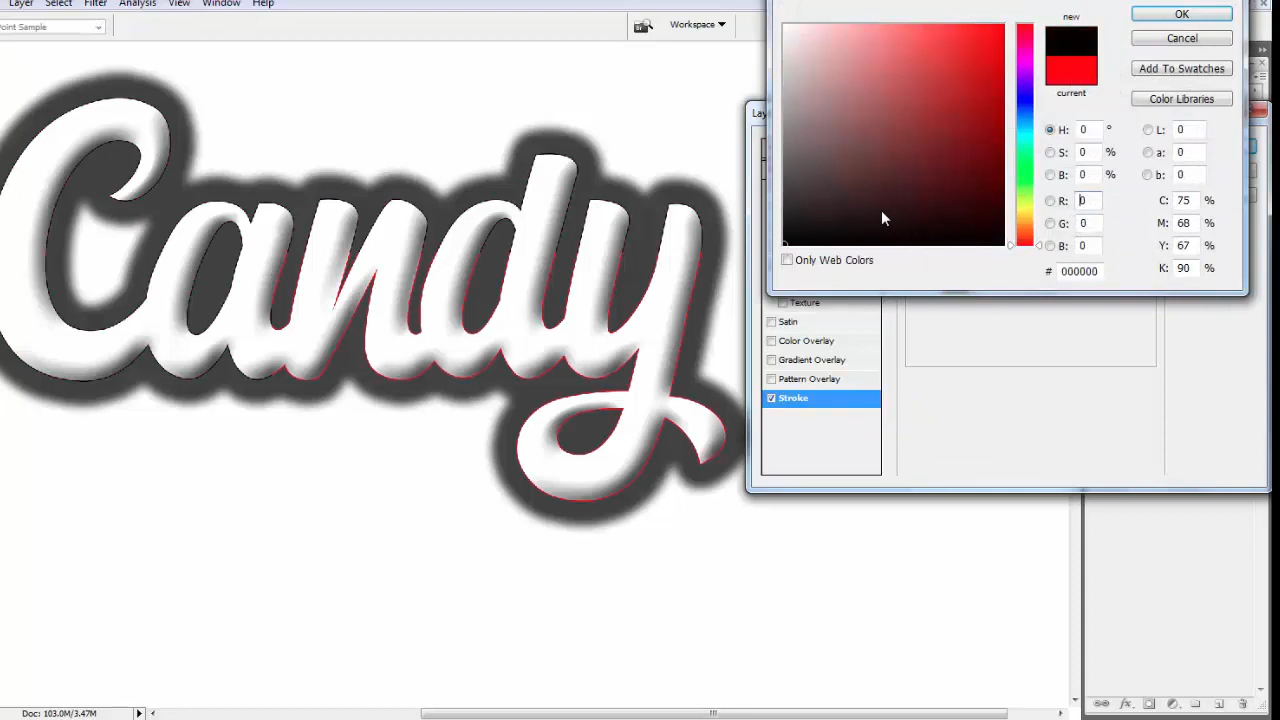 Layer Select Filter Analysis View Window Help
Point Sample
Workspace
new
OK
Cancel
Add To Swatches
current
Color Libraries
H: 0 °
L: 0
S: 0 %
a: 0
B: 0 %
b: 0
R: 0
C: 75 %
G: 0
M: 68 %
B: 0
Y: 67 %
Only Web Colors
# 000000
K: 90 %
Lay
Texture
Satin
Color Overlay
Gradient Overlay
Pattern Overlay
Stroke
Candy
Doc: 103.0M/3.47M
fx